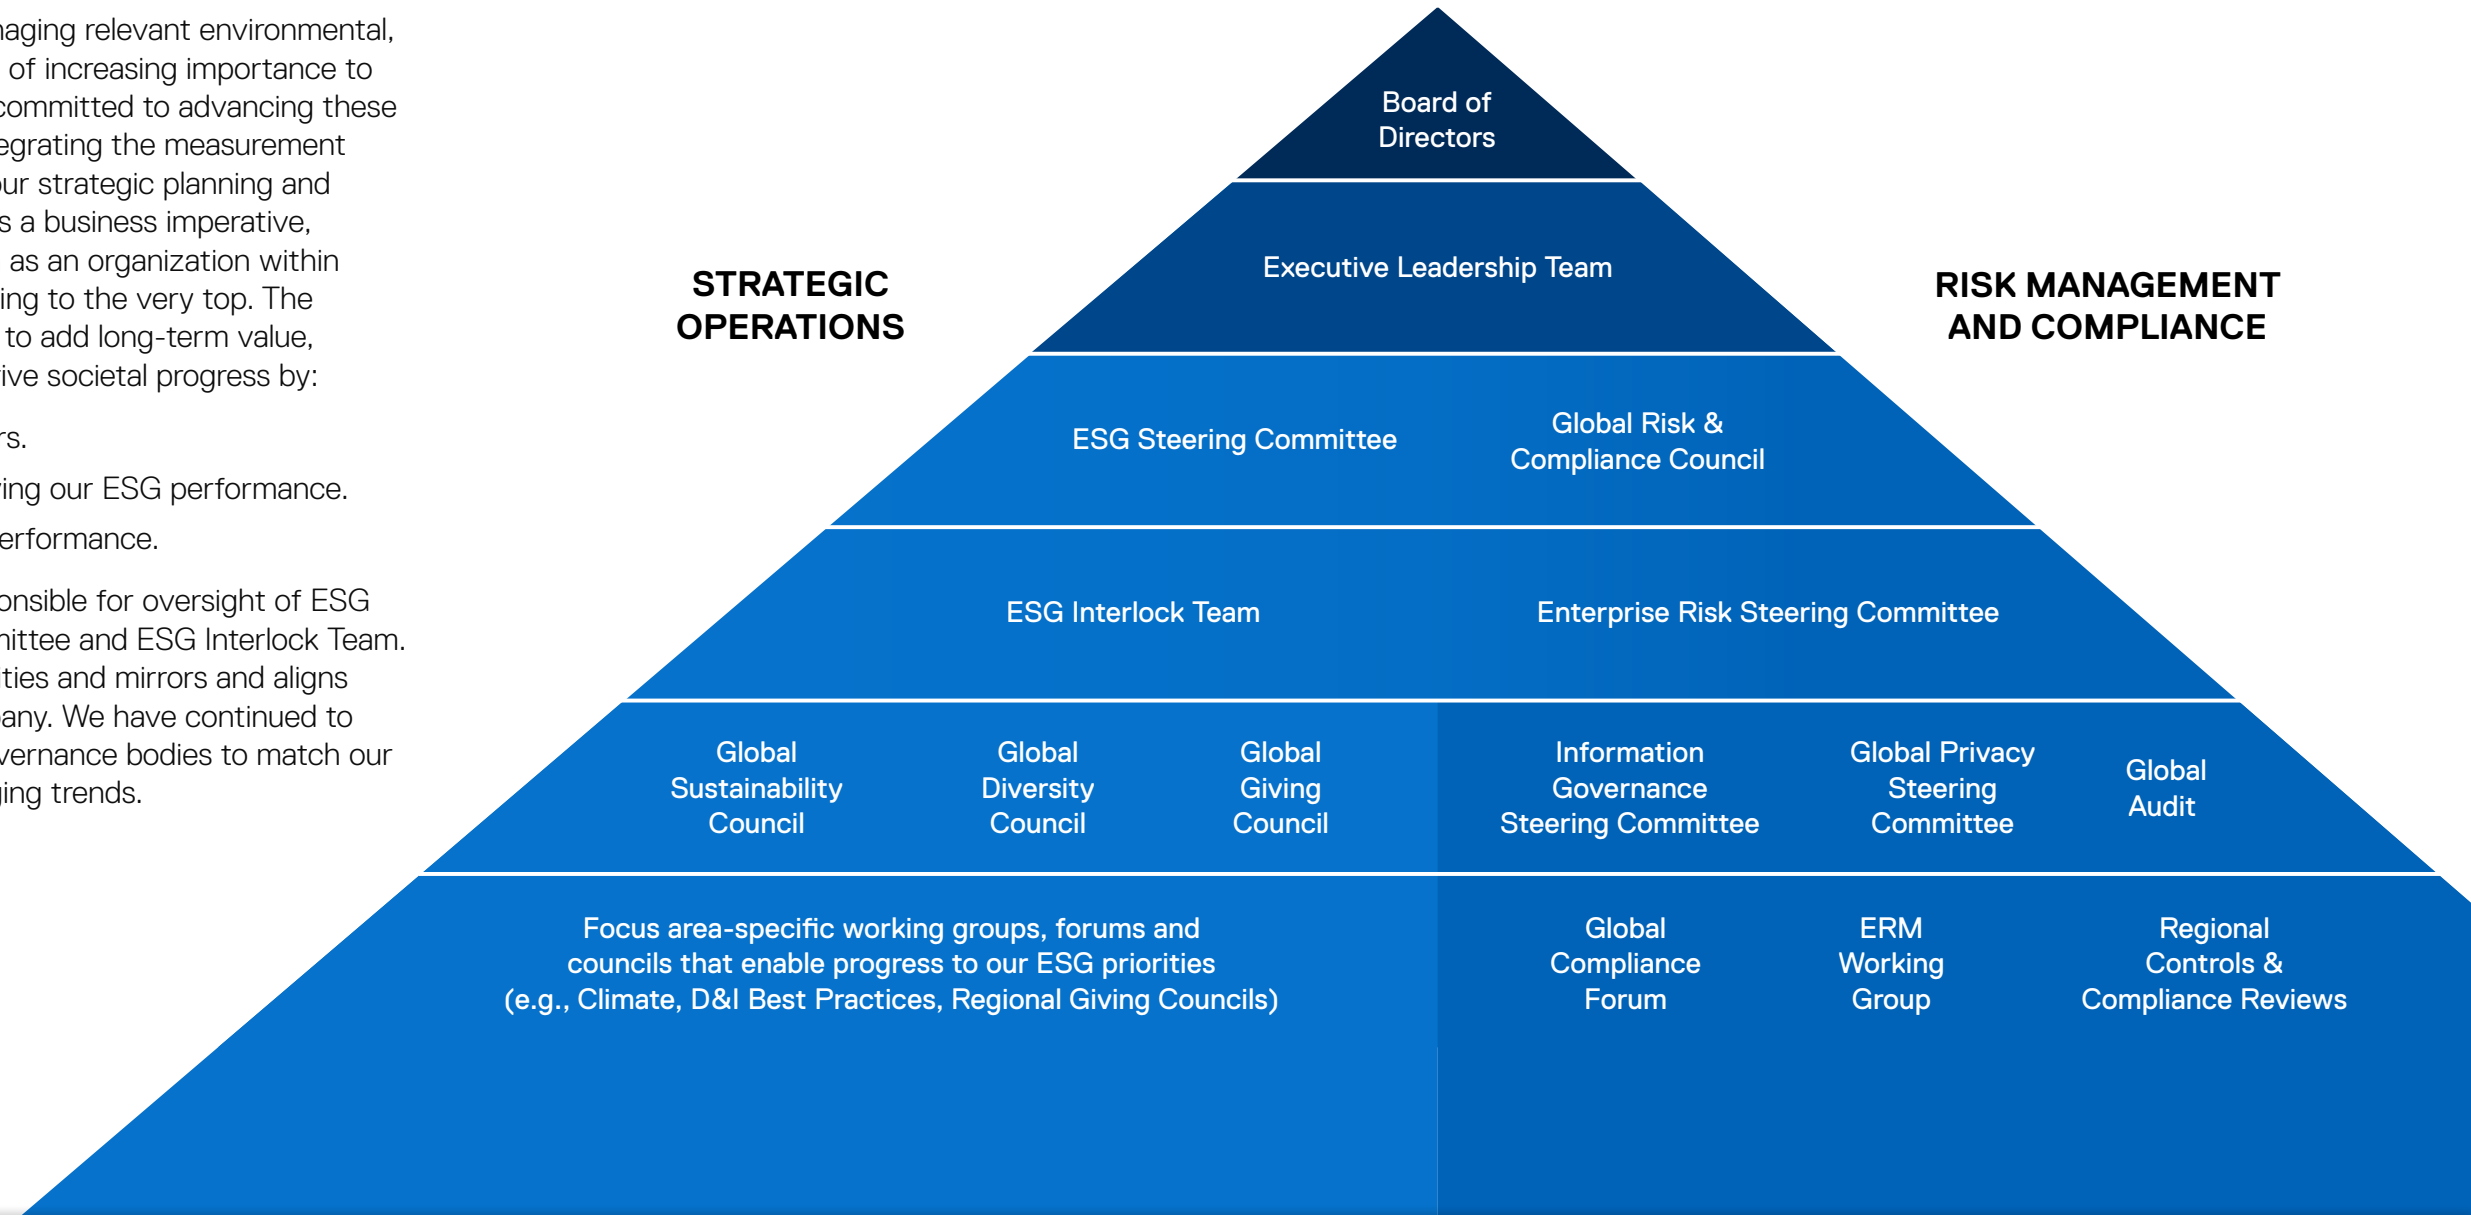 naging relevant environmental,
of increasing importance to
committed to advancing these
egrating the measurement
our strategic planning and
s a business imperative,
as an organization within
ing to the very top. The
to add long-term value,
ive societal progress by:
rs.
ing our ESG performance.
erformance.
onsible for oversight of ESG
mittee and ESG Interlock Team.
ities and mirrors and aligns
pany. We have continued to
vernance bodies to match our
ging trends.
STRATEGIC
OPERATIONS
RISK MANAGEMENT
AND COMPLIANCE
Board of
Directors
Executive Leadership Team
ESG Steering Committee
Global Risk &
Compliance Council
ESG Interlock Team
Enterprise Risk Steering Committee
Global
Sustainability
Council
Global
Diversity
Council
Global
Giving
Council
Information
Governance
Steering Committee
Global Privacy
Steering
Committee
Global
Audit
Focus area-specific working groups, forums and
councils that enable progress to our ESG priorities
(e.g., Climate, D&I Best Practices, Regional Giving Councils)
Global
Compliance
Forum
ERM
Working
Group
Regional
Controls &
Compliance Reviews